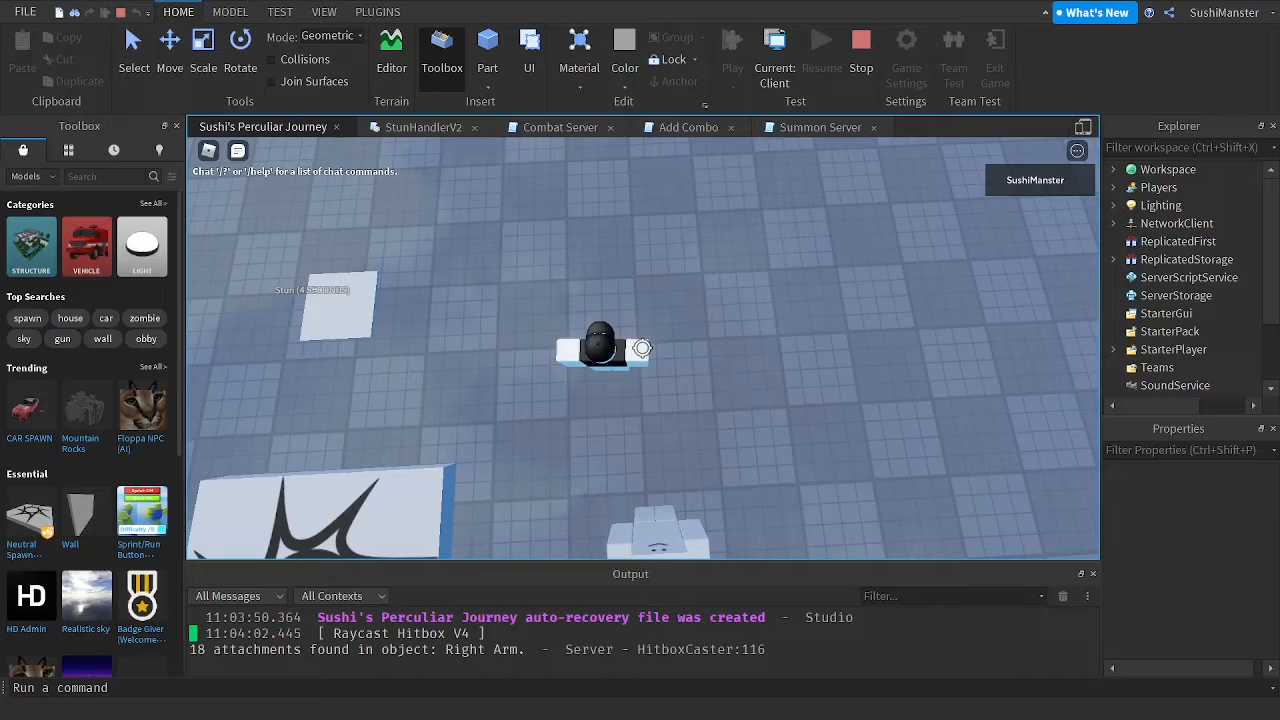 FILE HOME MODEL TEST VIEW PLUGINS What's New SushiManster
Paste Copy Cut Duplicate Select Move Scale Rotate Mode: Geometric Collisions Join Surfaces Editor Toolbox Part UI Material Color Group Lock Anchor Play Current: Client Resume Stop Game Settings Team Test Exit Game
Clipboard Tools Terrain Insert Edit Test Settings Team Test
Toolbox
Models Search
Categories See All>
STRUCTURE VEHICLE LIGHT
Top Searches
spawn house car zombie
sky gun wall obby
Trending See All>
CAR SPAWN Mountain Rocks Floppa NPC (AI)
Essential
Neutral Spawn... Wall Sprint/Run Button...
HD
HD Admin Realistic sky Badge Giver (Welcome...
Sushi's Perculiar Journey StunHandlerV2 Combat Server Add Combo Summon Server
Chat '/?' or '/help' for a list of chat commands.
SushiManster
Stun (4 SECONDS)
Output
All Messages All Contexts Filter...
11:03:50.364 Sushi's Perculiar Journey auto-recovery file was created - Studio
11:04:02.445 [ Raycast Hitbox V4 ]
18 attachments found in object: Right Arm. - Server - HitboxCaster:116
Run a command
Explorer
Filter workspace (Ctrl+Shift+X)
Workspace
Players
Lighting
NetworkClient
ReplicatedFirst
ReplicatedStorage
ServerScriptService
ServerStorage
StarterGui
StarterPack
StarterPlayer
Teams
SoundService
Properties
Filter Properties (Ctrl+Shift+P)